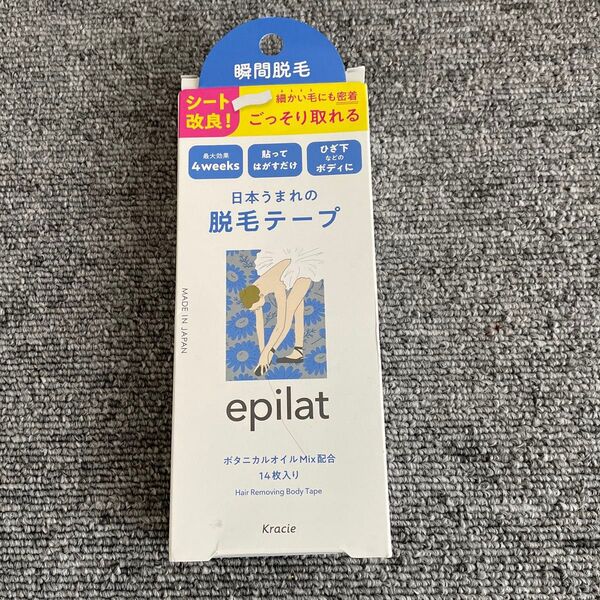 瞬間脱毛
シート
改良!
細かい毛にも密着
ごっそり取れる
最大効果
4weeks
貼って
はがすだけ
ひざ下
などの
ボディに
日本うまれの
脱毛テープ
MADE IN JAPAN
epilat
ボタニカルオイルMix配合
14枚入り
Hair Removing Body Tape
Kracie